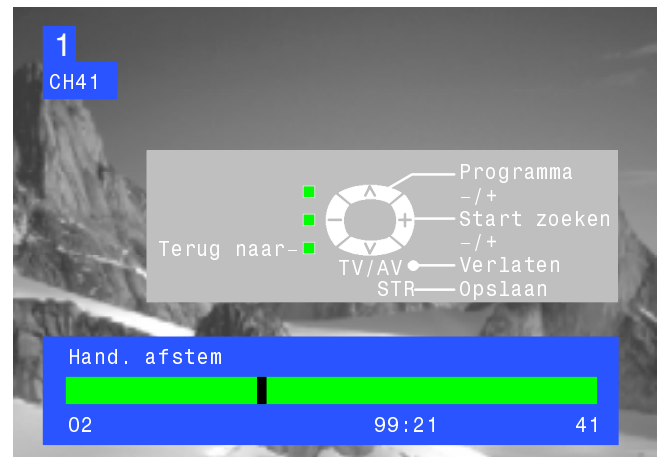 1
CH41
Programma
-/+
Start zoeken
-/+
Terug naar
TV/AV Verlaten
STR Opslaan
Hand. afstem
02 99:21 41